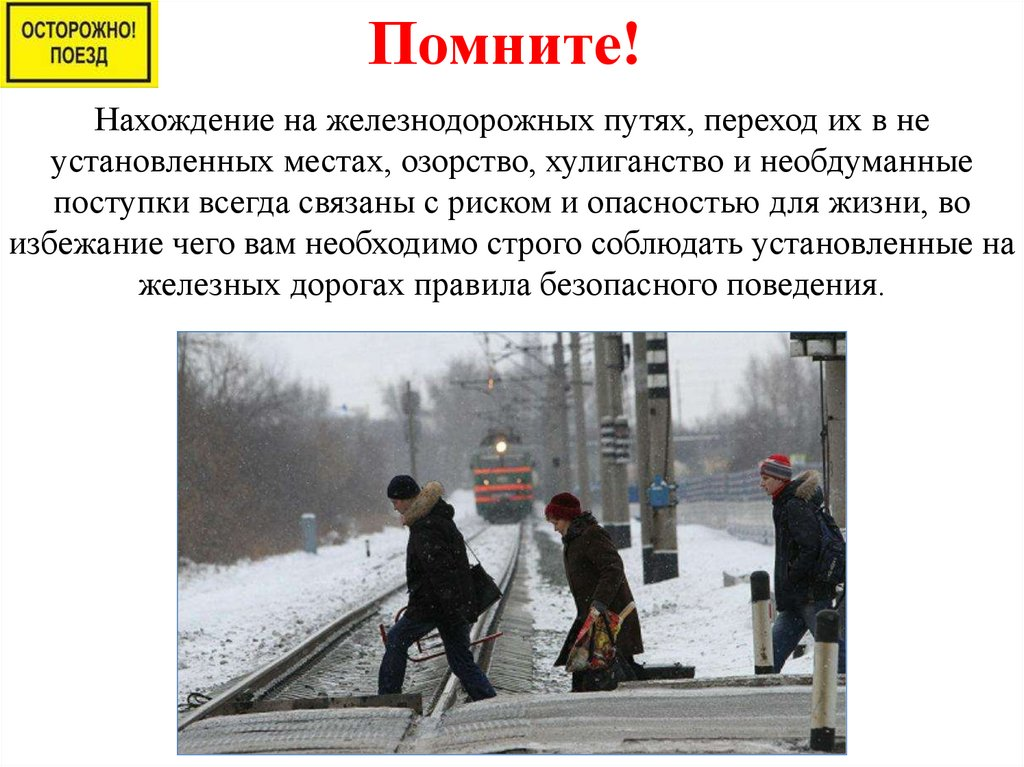 ОСТОРОЖНО!
ПОЕЗД
Помните!
Нахождение на железнодорожных путях, переход их в не
установленных местах, озорство, хулиганство и необдуманные
поступки всегда связаны с риском и опасностью для жизни, во
избежание чего вам необходимо строго соблюдать установленные на
железных дорогах правила безопасного поведения.